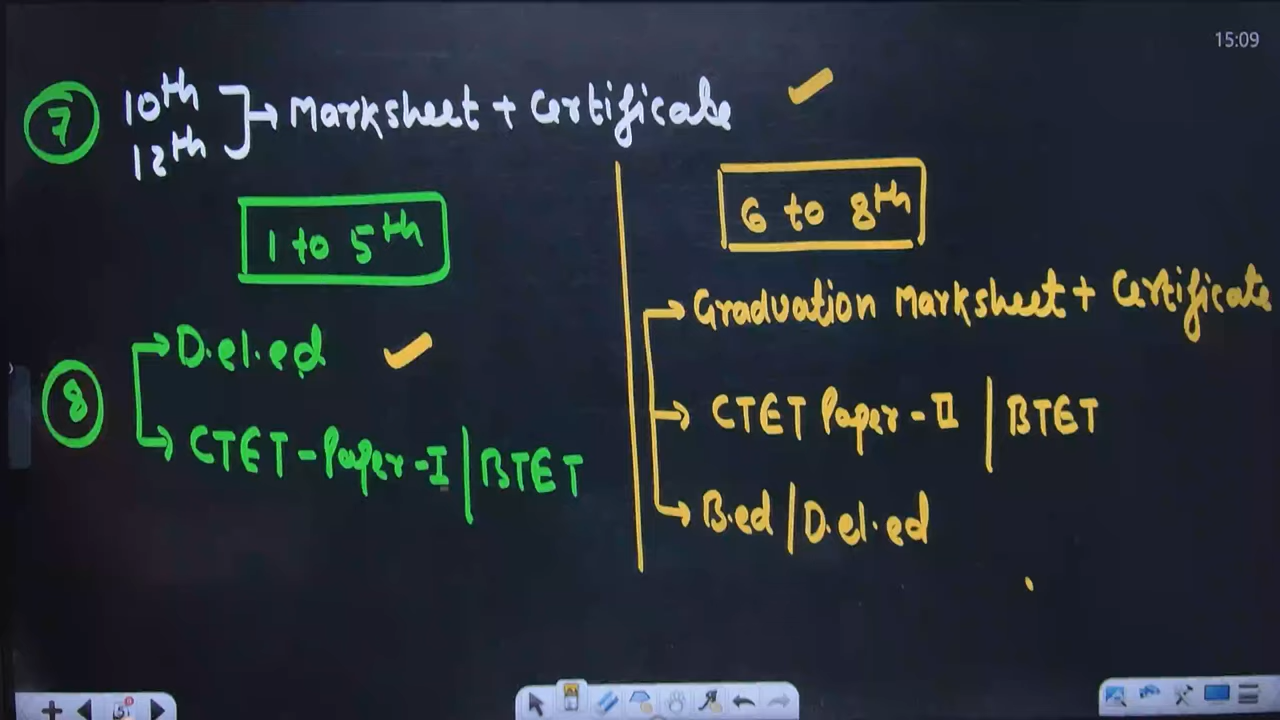 15:09
7 10th
12th → Marksheet + Certificate
1 to 5th
8 → D.el.ed
→ CTET-Paper-I | BTET
6 to 8th
→ Graduation Marksheet + Certificate
→ CTET Paper-II | BTET
→ B.ed | D.el.ed